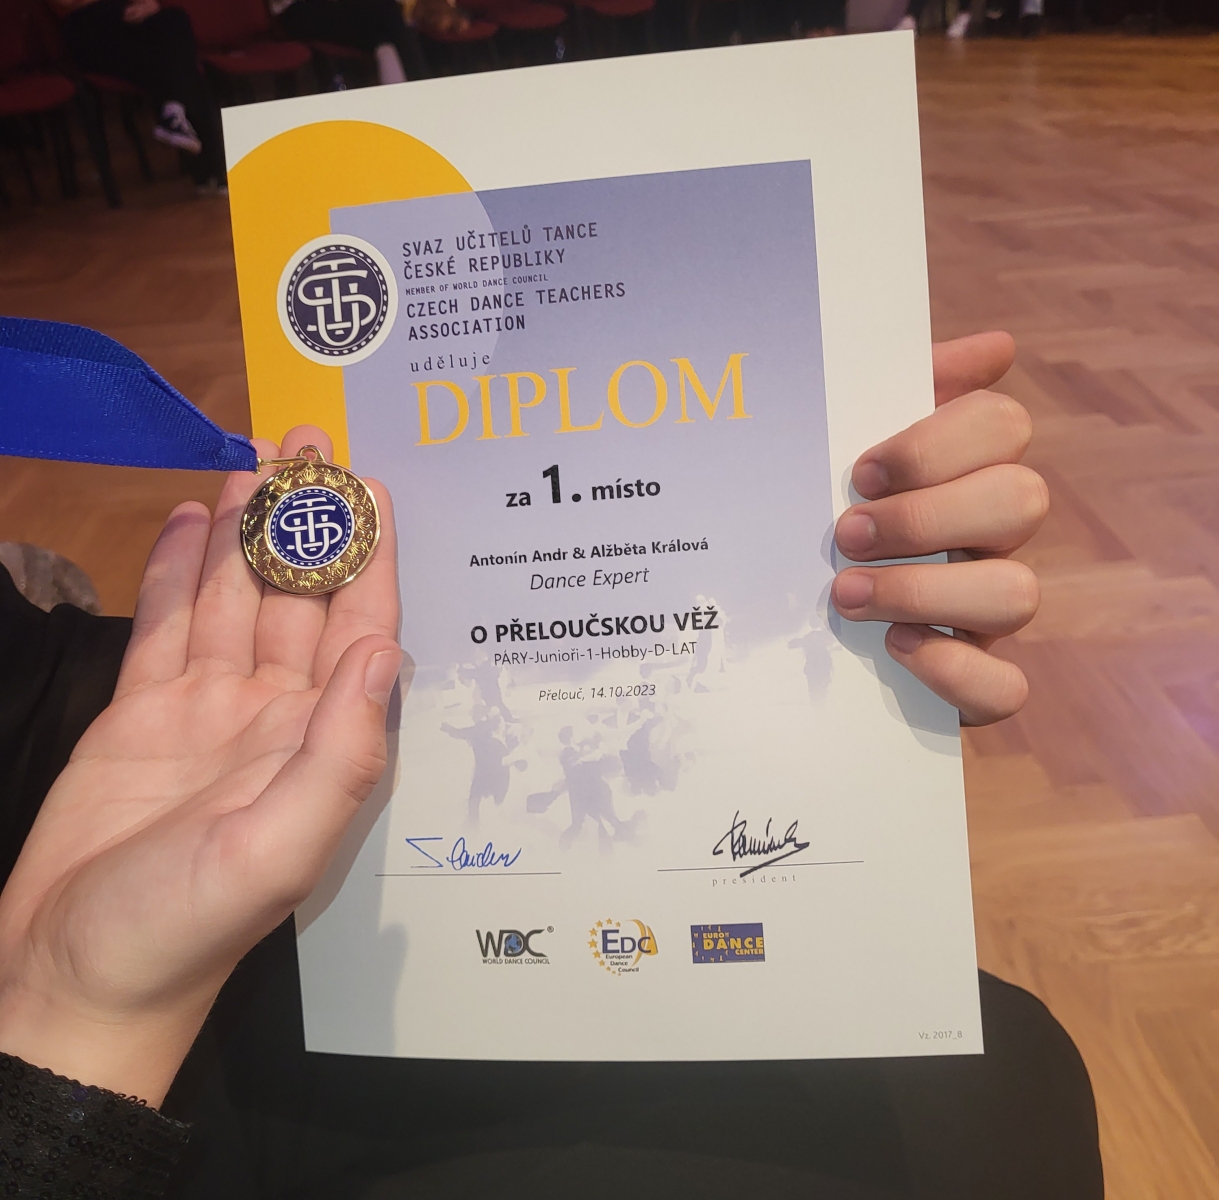 SVAZ UČITELŮ TANCE
ČESKÉ REPUBLIKY
MEMBER OF WORLD DANCE COUNCIL
CZECH DANCE TEACHERS
ASSOCIATION
uděluje
DIPLOM
za 1. místo
Antonín Andr & Alžběta Králová
Dance Expert
O PŘELOUČSKOU VĚŽ
PÁRY-Junioři-1-Hobby-D-LAT
Přelouč, 14.10.2023
president
WDC®
WORLD DANCE COUNCIL
EDC
European
Dance
Council
EURO
DANCE
CENTER
Vz. 2017_8